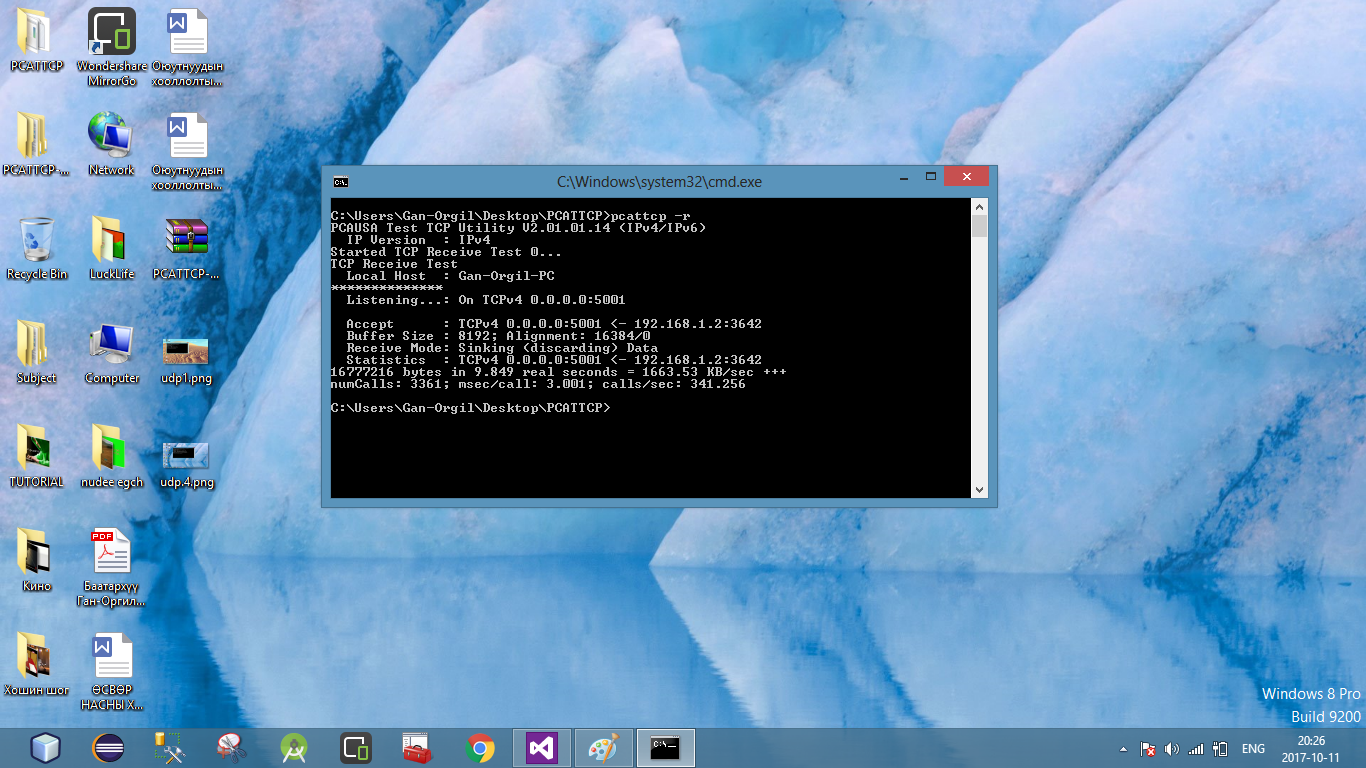 PCATTCP
Wondershare
MirrorGo
Оюутнуудын
хооллолты...
PCATTCP-...
Network
Оюутнуудын
хооллолты...
Recycle Bin
LuckLife
PCATTCP-...
Subject
Computer
udp1.png
TUTORIAL
nudee egch
udp.4.png
Кино
PDF
Баатархүү
Ган-Оргил...
Хошин шог
ӨСВӨР
НАСНЫ Х...
C:\Windows\system32\cmd.exe
C:\Users\Gan-Orgil\Desktop\PCATTCP>pcattcp -r
PCAUSA Test TCP Utility V2.01.01.14 (IPv4/IPv6)
IP Version : IPv4
Started TCP Receive Test 0...
TCP Receive Test
Local Host : Gan-Orgil-PC
**************
Listening...: On TCPv4 0.0.0.0:5001
Accept : TCPv4 0.0.0.0:5001 <- 192.168.1.2:3642
Buffer Size : 8192; Alignment: 16384/0
Receive Mode: Sinking (discarding) Data
Statistics : TCPv4 0.0.0.0:5001 <- 192.168.1.2:3642
16777216 bytes in 9.849 real seconds = 1663.53 KB/sec +++
numCalls: 3361; msec/call: 3.001; calls/sec: 341.256
C:\Users\Gan-Orgil\Desktop\PCATTCP>
Windows 8 Pro
Build 9200
ENG
20:26
2017-10-11